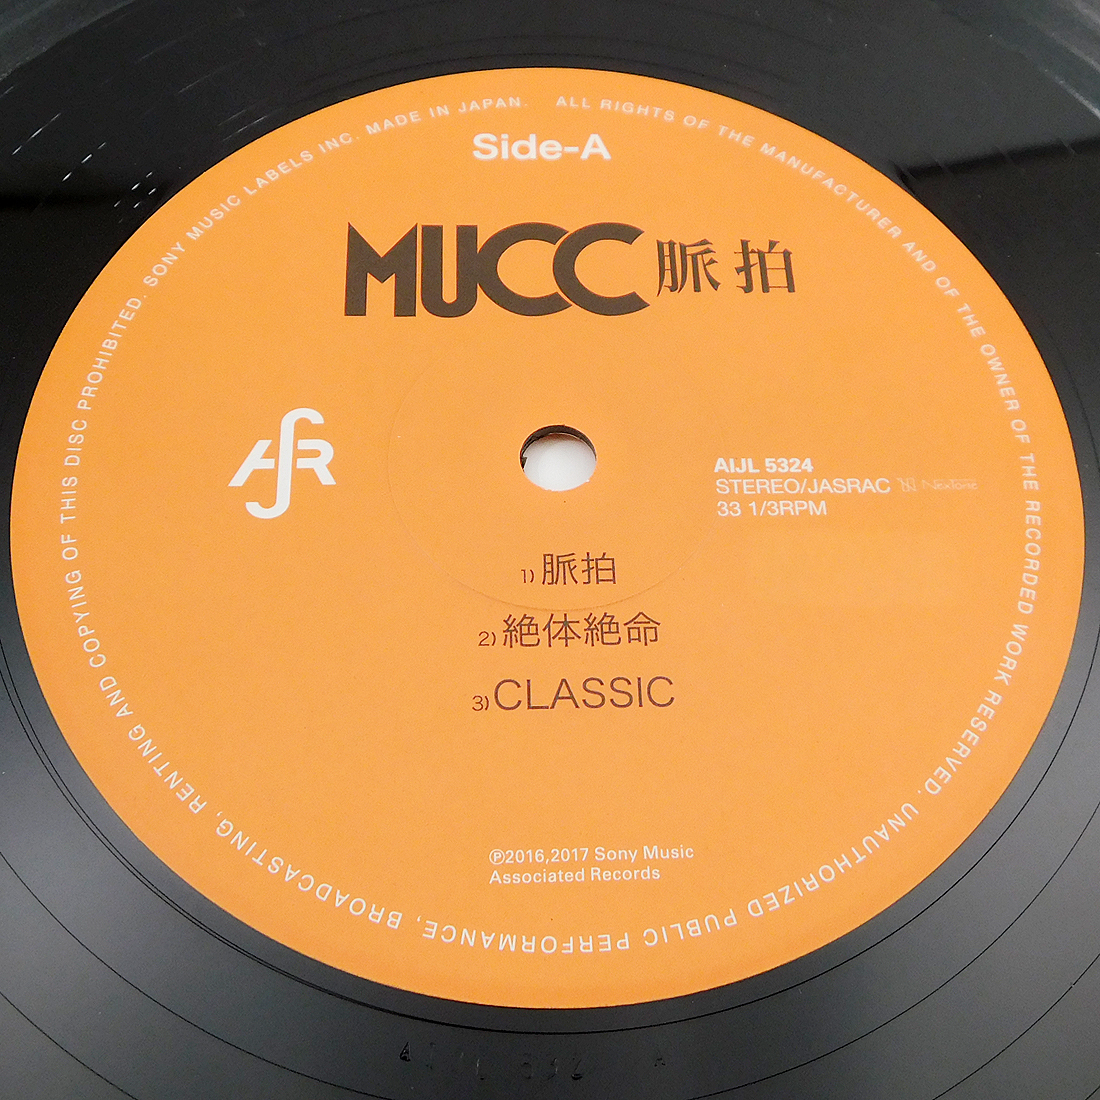 Side-A
MUCC 脈拍
AIJL 5324
STEREO/JASRAC NexTone
33 1/3RPM
1) 脈拍
2) 絶体絶命
3) CLASSIC
℗2016,2017 Sony Music
Associated Records
ALL RIGHTS OF THE MANUFACTURER AND OF THE OWNER OF THE RECORDED WORK RESERVED. UNAUTHORIZED PUBLIC PERFORMANCE, BROADCASTING, RENTING AND COPYING OF THIS DISC PROHIBITED. SONY MUSIC LABELS INC. MADE IN JAPAN.